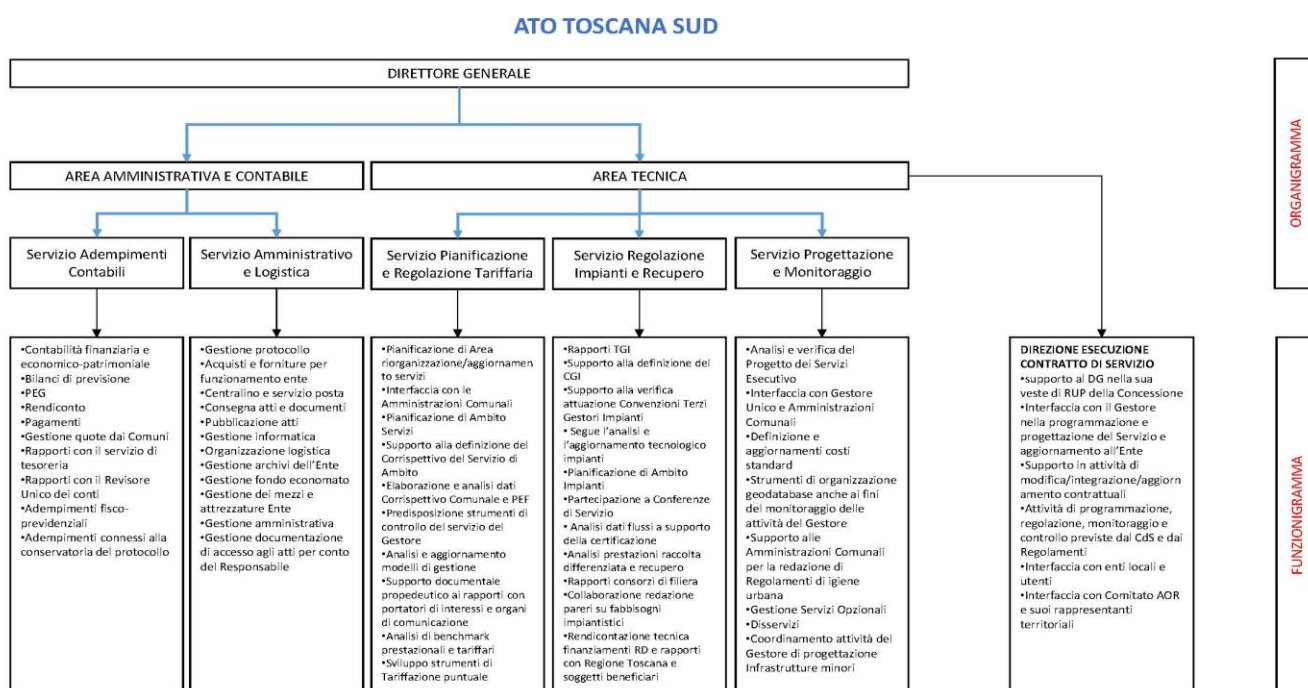 ATO TOSCANA SUD
DIRETTORE GENERALE
AREA AMMINISTRATIVA E CONTABILE
AREA TECNICA
Servizio Adempimenti
Contabili
Servizio Amministrativo
e Logistica
Servizio Pianificazione
e Regolazione Tariffaria
Servizio Regolazione
Impianti e Recupero
Servizio Progettazione
e Monitoraggio
ORGANIGRAMMA
•Contabilità finanziaria e
economico-patrimoniale
•Bilanci di previsione
•PEG
•Rendiconto
•Pagamenti
•Gestione quote dai Comuni
•Rapporti con il servizio di
tesoreria
•Rapporti con il Revisore
Unico dei conti
•Adempimenti fisco-
previdenziali
•Adempimenti connessi alla
conservatoria del protocollo
•Gestione protocollo
•Acquisti e forniture per
funzionamento ente
•Centralino e servizio posta
•Consegna atti e documenti
•Pubblicazione atti
•Gestione informatica
•Organizzazione logistica
•Gestione archivi dell'Ente
•Gestione fondo economato
•Gestione dei mezzi e
attrezzature Ente
•Gestione amministrativa
•Gestione documentazione
di accesso agli atti per conto
del Responsabile
•Pianificazione di Area
riorganizzazione/aggiornamen
to servizi
•Interfaccia con le
Amministrazioni Comunali
•Pianificazione di Ambito
Servizi
•Supporto alla definizione del
Corrispettivo del Servizio di
Ambito
•Elaborazione e analisi dati
Corrispettivo Comunale e PEF
•Predisposizione strumenti di
controllo del servizio del
Gestore
•Analisi e aggiornamento
modelli di gestione
•Supporto documentale
propedeutico ai rapporti con
portatori di interessi e organi
di comunicazione
•Analisi di benchmark
prestazionali e tariffari
•Sviluppo strumenti di
Tariffazione puntuale
•Rapporti TGI
•Supporto alla definizione del
CGI
•Supporto alla verifica
attuazione Convenzioni Terzi
Gestori Impianti
• Segue l'analisi e
l'aggiornamento tecnologico
impianti
•Pianificazione di Ambito
Impianti
•Partecipazione a Conferenze
di Servizio
• Analisi dati flussi a supporto
della certificazione
•Analisi prestazioni raccolta
differenziata e recupero
•Rapporti consorzi di filiera
•Collaborazione redazione
pareri su fabbisogni
impiantistici
•Rendicontazione tecnica
finanziamenti RD e rapporti
con Regione Toscana e
soggetti beneficiari
•Analisi e verifica del
Progetto dei Servizi
Esecutivo
•Interfaccia con Gestore
Unico e Amministrazioni
Comunali
•Definizione e
aggiornamenti costi
standard
•Strumenti di organizzazione
geodatabase anche ai fini
del monitoraggio delle
attività del Gestore
•Supporto alle
Amministrazioni Comunali
per la redazione di
Regolamenti di igiene
urbana
•Gestione Servizi Opzionali
•Disservizi
•Coordinamento attività del
Gestore di progettazione
Infrastrutture minori
DIREZIONE ESECUZIONE
CONTRATTO DI SERVIZIO
•supporto al DG nella sua
veste di RUP della Concessione
•Interfaccia con il Gestore
nella programmazione e
progettazione del Servizio e
aggiornamento all'Ente
•Supporto in attività di
modifica/integrazione/aggiorn
amento contrattuali
•Attività di programmazione,
regolazione, monitoraggio e
controllo previste dal CdS e dai
Regolamenti
•Interfaccia con enti locali e
utenti
•Interfaccia con Comitato AOR
e suoi rappresentanti
territoriali
FUNZIONIGRAMMA